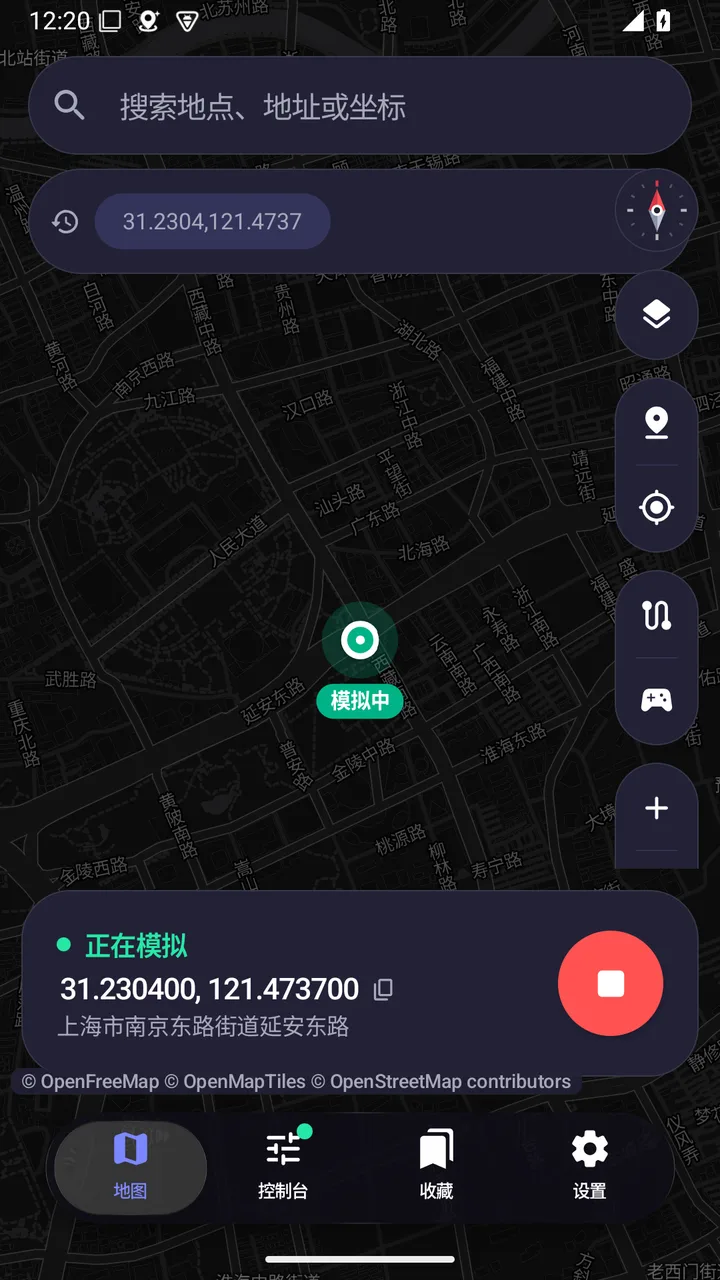 12:20
北苏州路
北站街道
搜索地点、地址或坐标
温州路
31.2304,121.4737
白河路
西藏中路
贵州路
湖北路
黄河路
南京西路
九江路
汉口路
浙江中路
福建中路
昭通路
平望街
靖远街
汕头路
广东路
人民大道
北海路
浙江南路
永寿路
云南南路
广西南路
武胜路
模拟中
延安东路
重庆北路
普安路
金陵中路
淮海东路
黄陂南路
桃源路
柳林路
寿宁路
金陵西路
嵩山
正在模拟
31.230400, 121.473700
上海市南京东路街道延安东路
© OpenFreeMap © OpenMapTiles © OpenStreetMap contributors
地图
控制台
收藏
设置
仪凤弄
老西门街